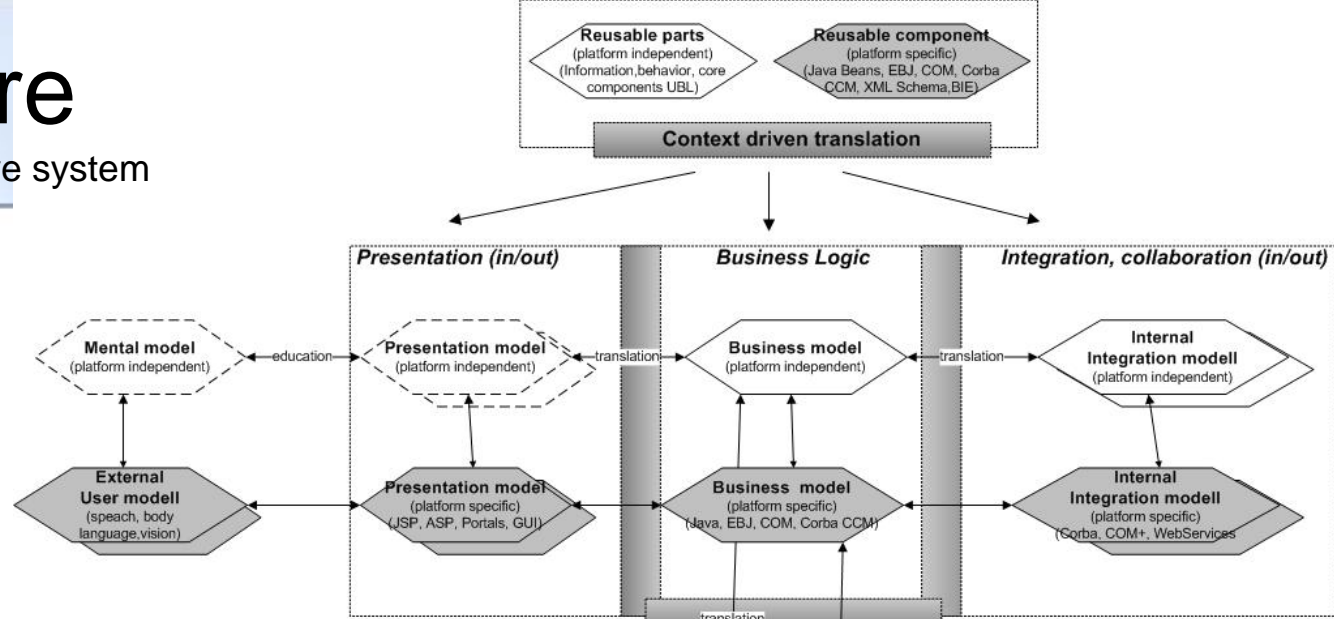 re
e system
Reusable parts
(platform independent)
(Information,behavior, core
components UBL)
Reusable component
(platform specific)
(Java Beans, EBJ, COM, Corba
CCM, XML Schema,BIE)
Context driven translation
Presentation (in/out)
Business Logic
Integration, collaboration (in/out)
Mental model
(platform independent)
education
Presentation model
(platform independent)
translation
Business model
(platform independent)
translation
Internal
Integration modell
(platform independent)
External
User modell
(speach, body
language,vision)
Presentation model
(platform specific)
(JSP, ASP, Portals, GUI)
Business model
(platform specific)
(Java, EBJ, COM, Corba CCM)
Internal
Integration modell
(platform specific)
(Corba, COM+, WebServices
translation